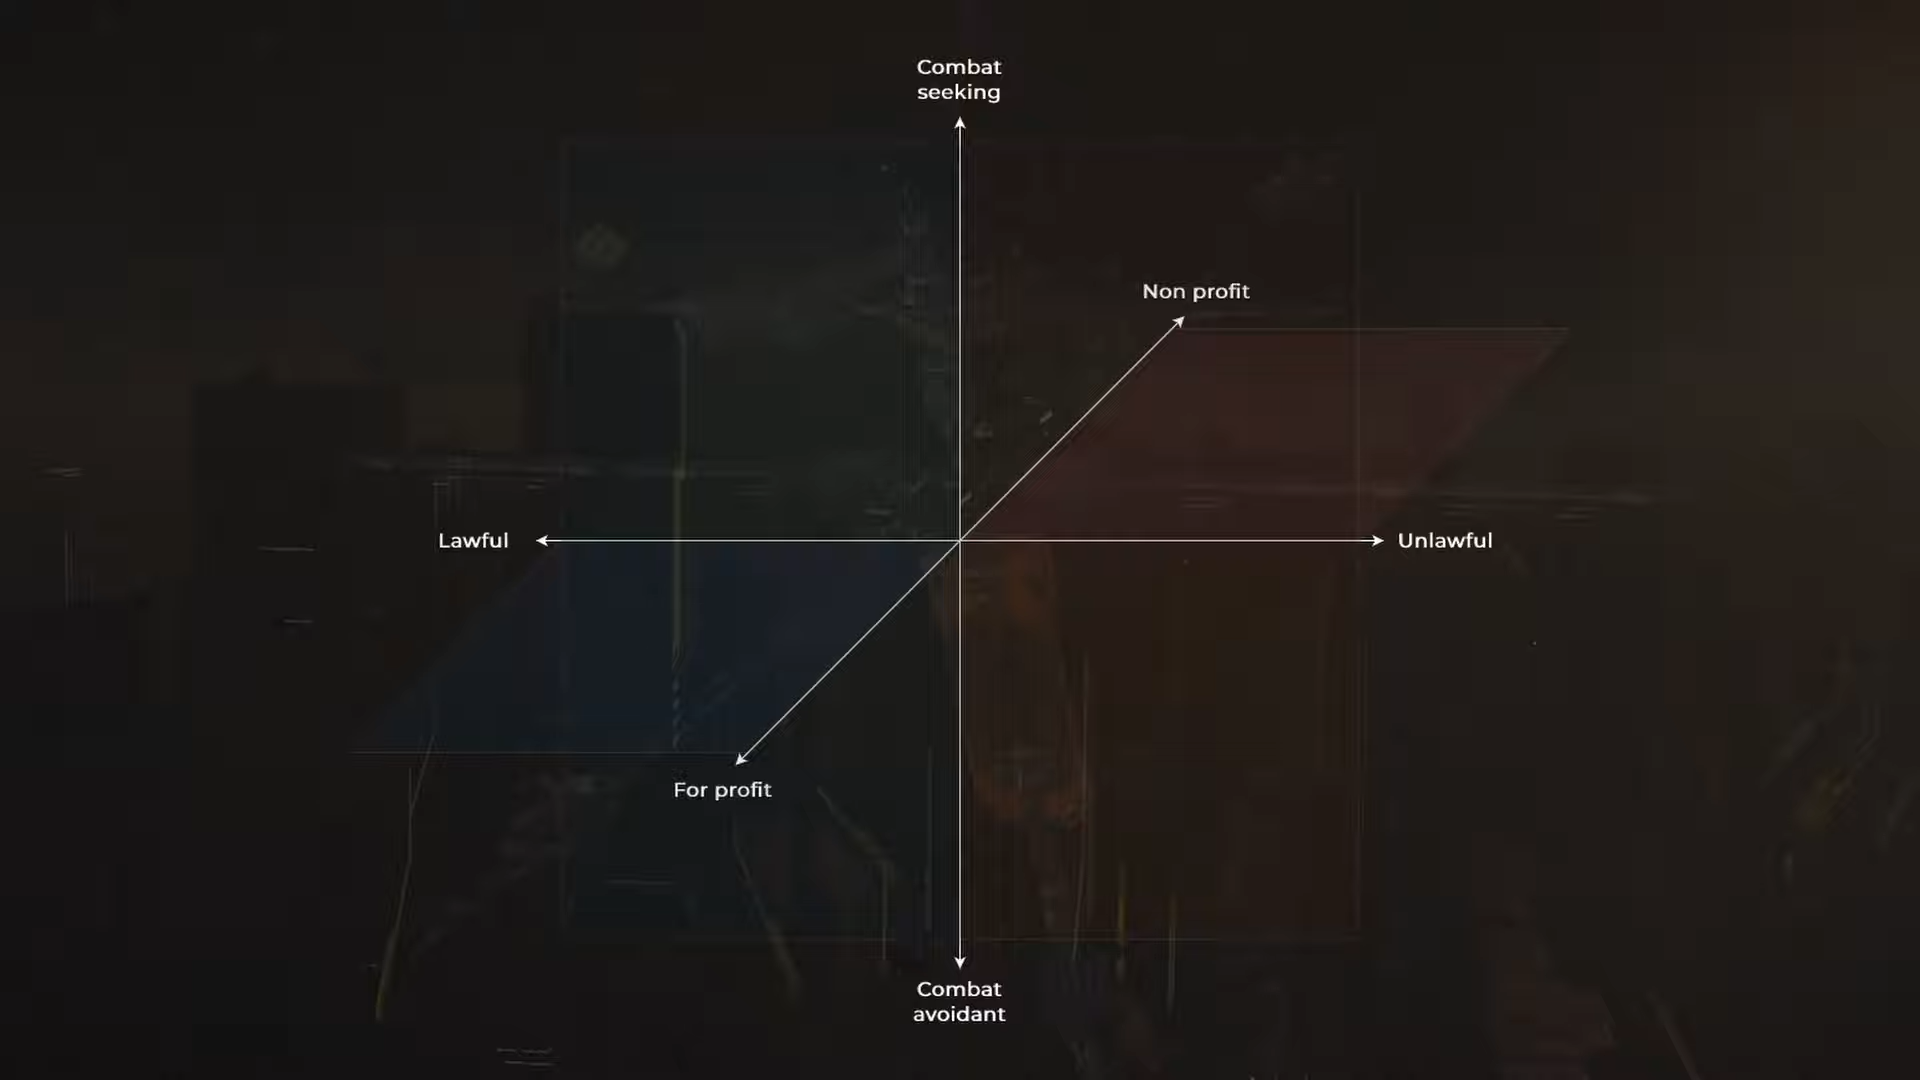 Combat
seeking
Non profit
Lawful
Unlawful
For profit
Combat
avoidant